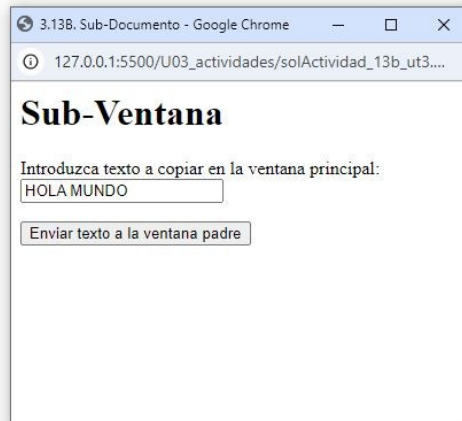 3.13B. Sub-Documento - Google Chrome
127.0.0.1:5500/U03_actividades/solActividad_13b_ut3....
Sub-Ventana
Introduzca texto a copiar en la ventana principal:
HOLA MUNDO
Enviar texto a la ventana padre